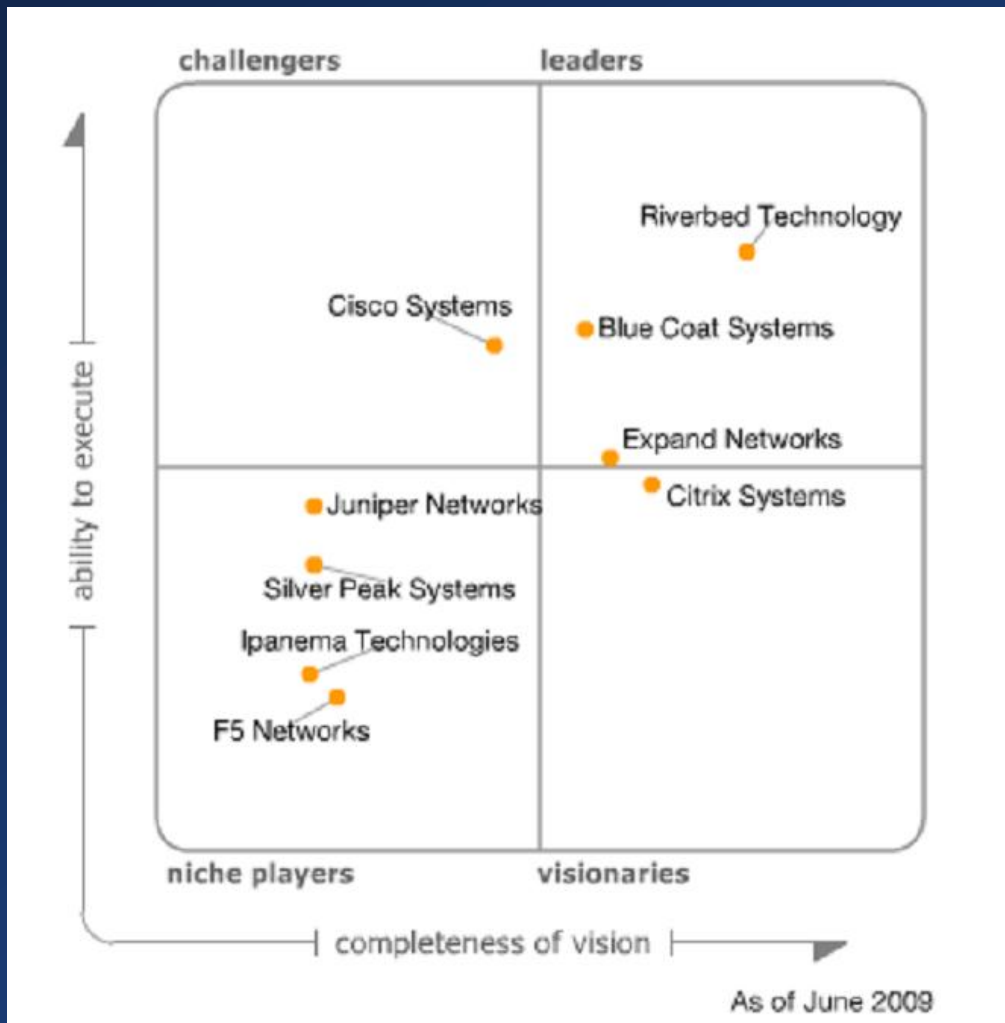 challengers
leaders
Riverbed Technology
Cisco Systems
Blue Coat Systems
Expand Networks
Citrix Systems
Juniper Networks
Silver Peak Systems
Ipanema Technologies
F5 Networks
ability to execute
niche players
visionaries
completeness of vision
As of June 2009